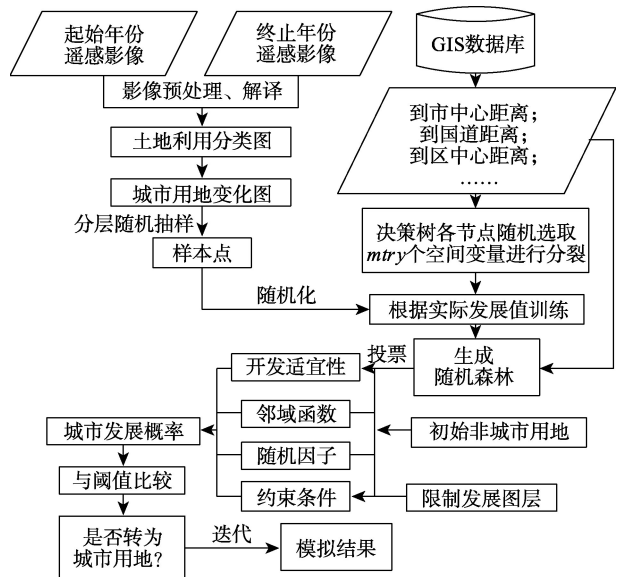 起始年份
遥感影像
终止年份
遥感影像
GIS数据库
影像预处理、解译
到市中心距离；
到国道距离；
到区中心距离；
……
土地利用分类图
城市用地变化图
分层随机抽样
样本点
决策树各节点随机选取
mtry个空间变量进行分裂
随机化
根据实际发展值训练
生成
随机森林
投票
开发适宜性
邻域函数
随机因子
约束条件
初始非城市用地
限制发展图层
城市发展概率
与阈值比较
是否转为
城市用地？
迭代
模拟结果